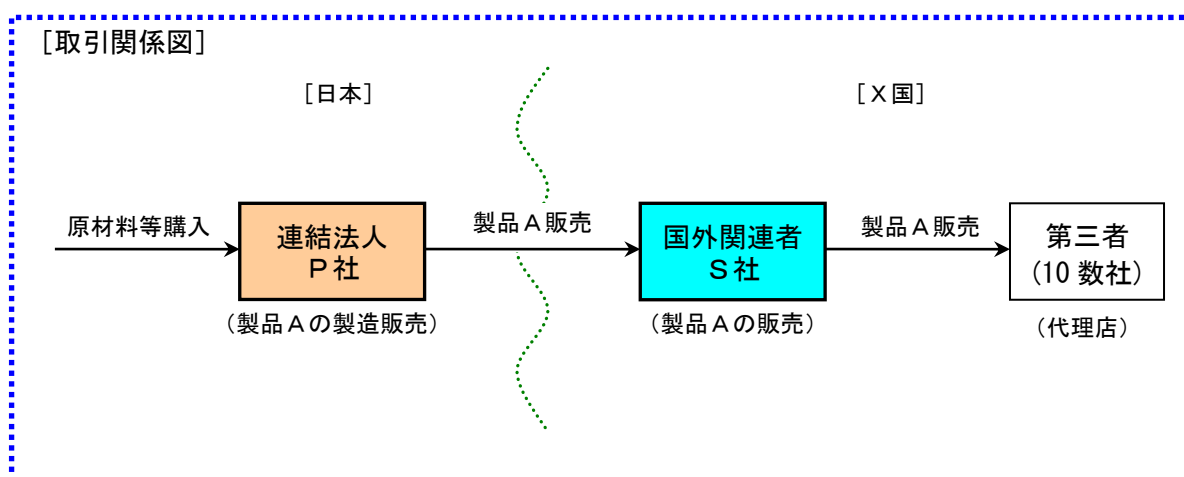 ［取引関係図］
［日本］
［Ｘ国］
原材料等購入
連結法人
Ｐ社
製品Ａ販売
国外関連者
Ｓ社
製品Ａ販売
第三者
（10 数社）
（製品Ａの製造販売）
（製品Ａの販売）
（代理店）